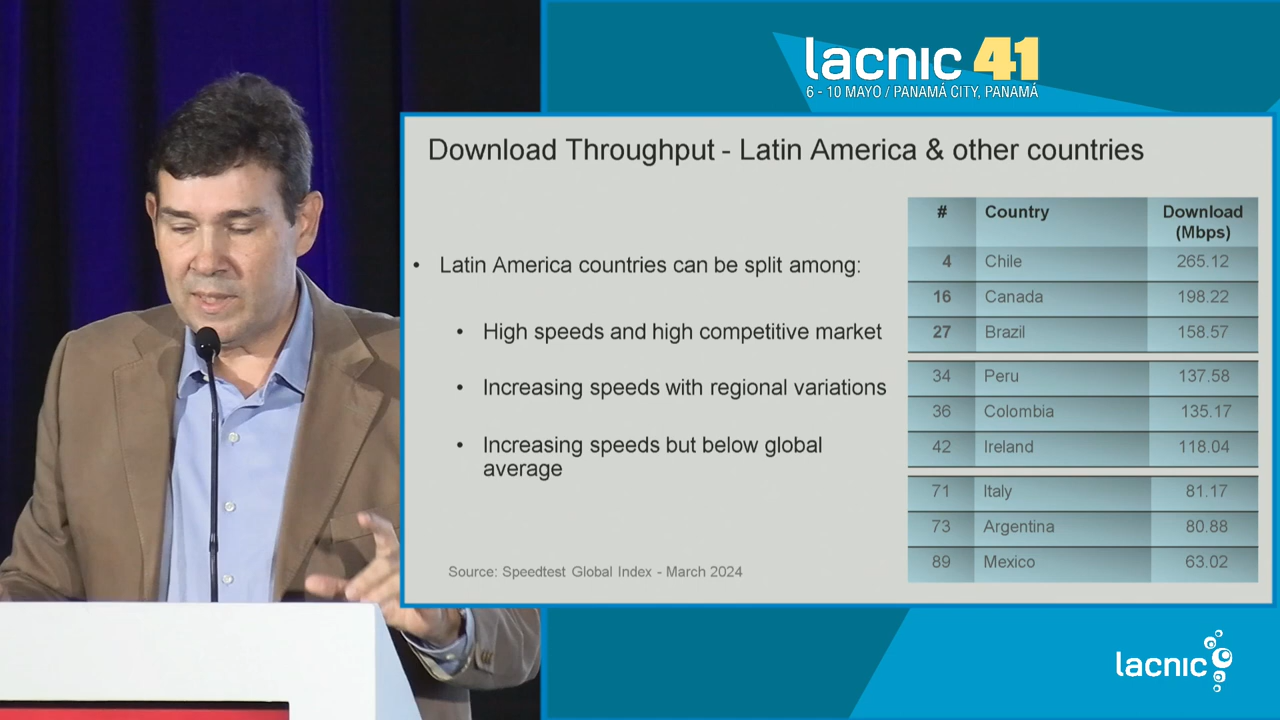 lacnic 41
6 - 10 MAYO / PANAMÁ CITY, PANAMÁ
Download Throughput - Latin America & other countries
• Latin America countries can be split among:
• High speeds and high competitive market
• Increasing speeds with regional variations
• Increasing speeds but below global
average
Source: Speedtest Global Index - March 2024
# Country Download
(Mbps)
4 Chile 265.12
16 Canada 198.22
27 Brazil 158.57
34 Peru 137.58
36 Colombia 135.17
42 Ireland 118.04
71 Italy 81.17
73 Argentina 80.88
89 Mexico 63.02
lacnic